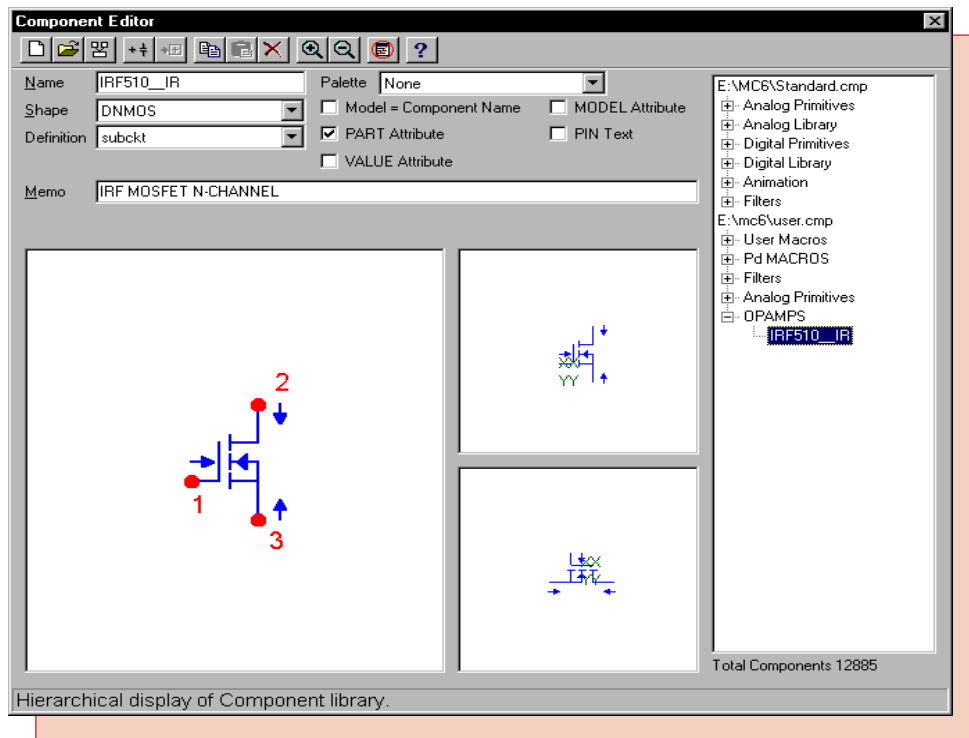 Component Editor
Name IRF510__IR Palette None
Shape DNMOS Model = Component Name MODEL Attribute
Definition subckt PART Attribute PIN Text
VALUE Attribute
Memo IRF MOSFET N-CHANNEL
E:\MC6\Standard.cmp
Analog Primitives
Analog Library
Digital Primitives
Digital Library
Animation
Filters
E:\mc6\user.cmp
User Macros
Pd MACROS
Filters
Analog Primitives
OPAMPS
IRF510__IR
2
1
3
XX
YY
XX
YY
Total Components 12885
Hierarchical display of Component library.